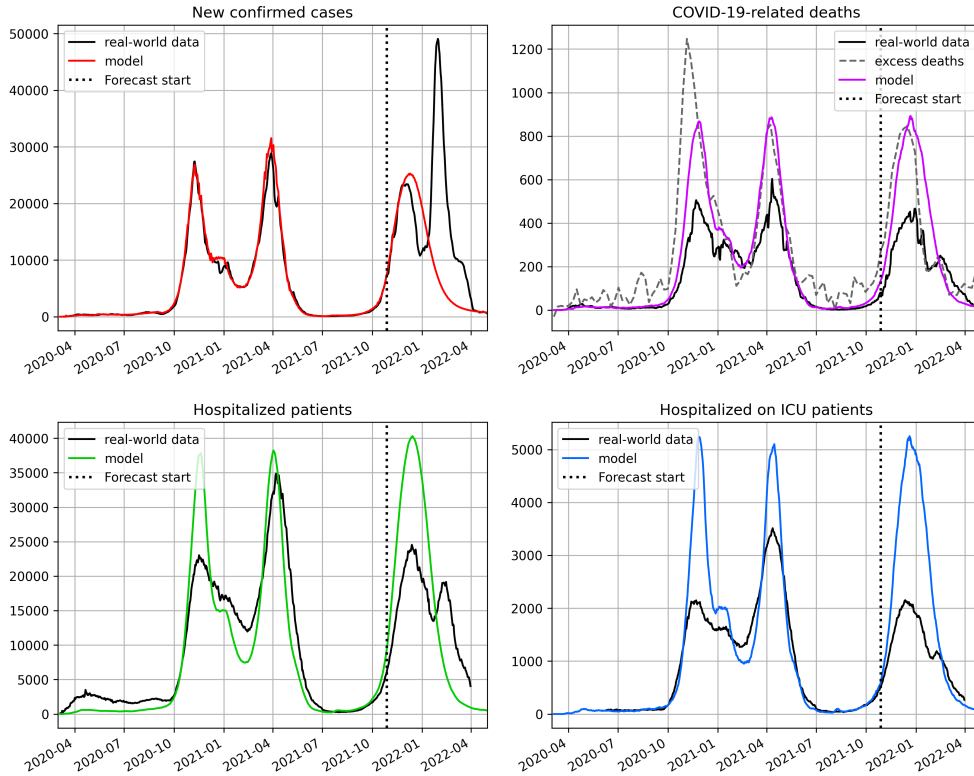 New confirmed cases
50000
40000
30000
20000
10000
0
real-world data
model
Forecast start
2020-04 2020-07 2020-10 2021-01 2021-04 2021-07 2021-10 2022-01 2022-04
COVID-19-related deaths
1200
1000
800
600
400
200
0
real-world data
excess deaths
model
Forecast start
2020-04 2020-07 2020-10 2021-01 2021-04 2021-07 2021-10 2022-01 2022-04
Hospitalized patients
40000
35000
30000
25000
20000
15000
10000
5000
0
real-world data
model
Forecast start
2020-04 2020-07 2020-10 2021-01 2021-04 2021-07 2021-10 2022-01 2022-04
Hospitalized on ICU patients
5000
4000
3000
2000
1000
0
real-world data
model
Forecast start
2020-04 2020-07 2020-10 2021-01 2021-04 2021-07 2021-10 2022-01 2022-04